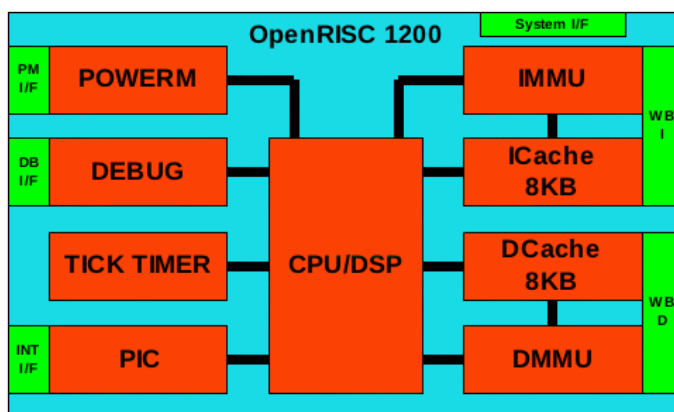 OpenRISC 1200
System I/F
PM
I/F
POWERM
IMMU
WB
I
DB
I/F
DEBUG
ICache
8KB
TICK TIMER
CPU/DSP
DCache
8KB
WB
D
INT
I/F
PIC
DMMU